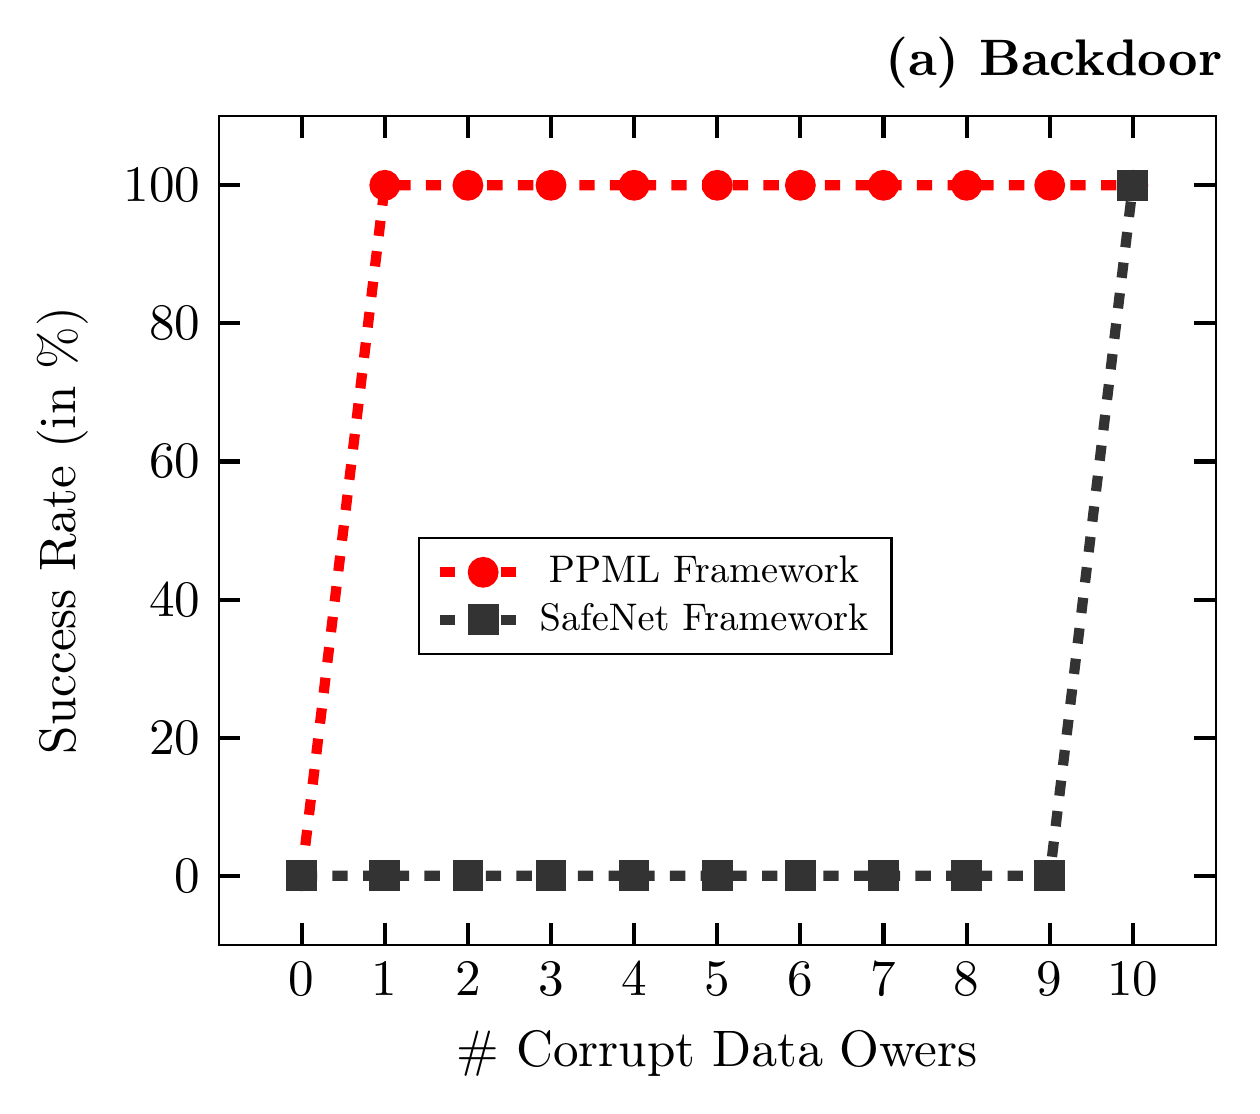 (a) Backdoor
100
80
60
40
20
0
Success Rate (in %)
PPML Framework
SafeNet Framework
0 1 2 3 4 5 6 7 8 9 10
# Corrupt Data Owers